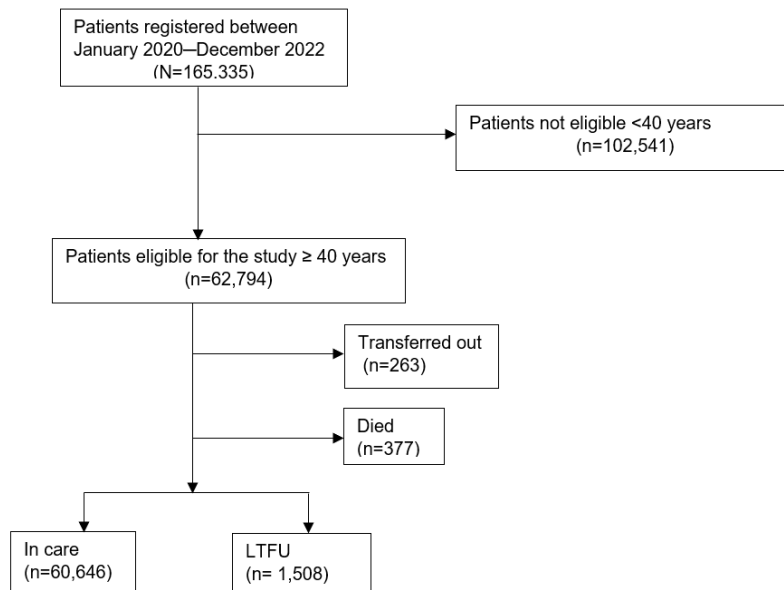 Patients registered between
January 2020—December 2022
(N=165.335)
Patients not eligible <40 years
(n=102,541)
Patients eligible for the study ≥ 40 years
(n=62,794)
Transferred out
(n=263)
Died
(n=377)
In care
(n=60,646)
LTFU
(n= 1,508)